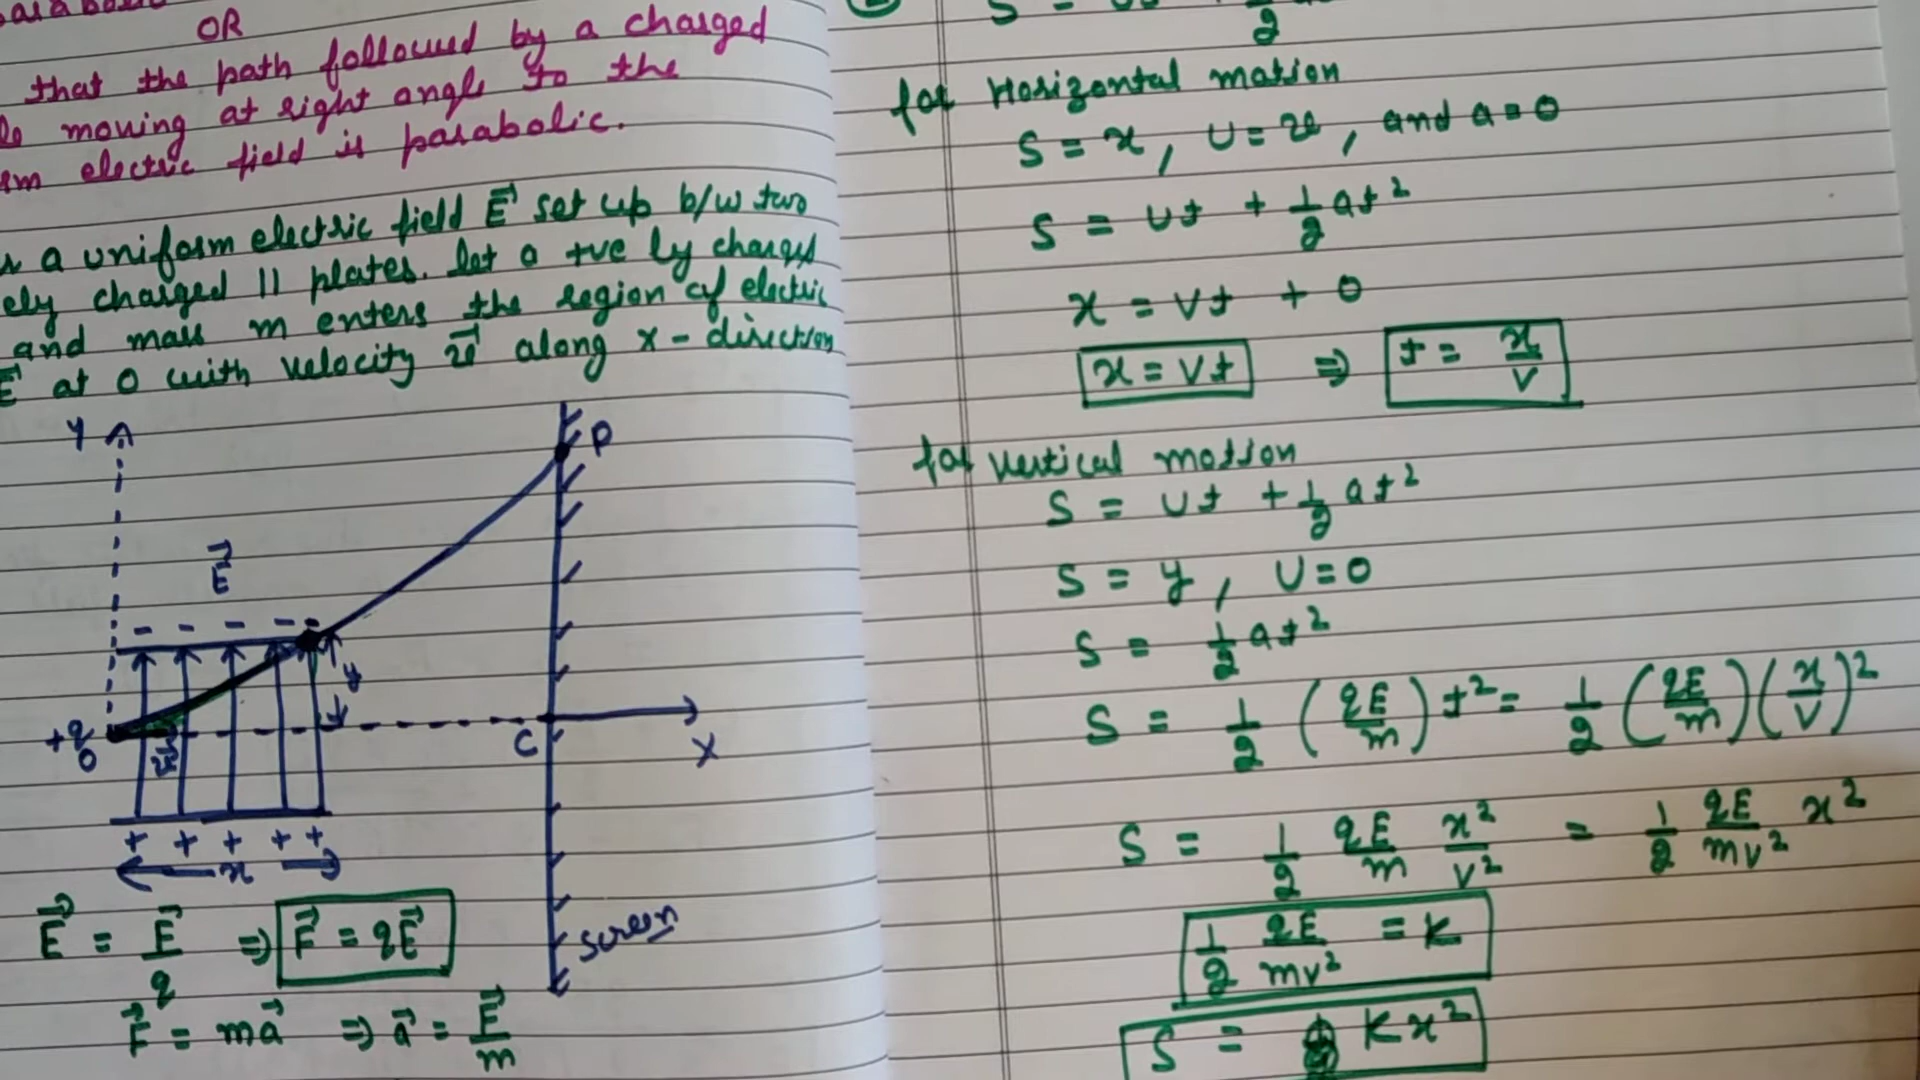 OR
that the path followed by a charged
moving at right angle to the
electric field is parabolic.
a uniform electric field E⃗ set up b/w two
ely charged || plates. let a +ve ly charged
and mass m enters the region of electric
E⃗ at O with velocity v⃗ along x-direction
Y
P
E⃗
- - - - -
y
+q
O
v⃗
C
X
+ + + + +
x
Screen
E⃗ = E⃗/q ⇒ F⃗ = qE⃗
F⃗ = ma⃗ ⇒ a⃗ = E⃗/m
for Horizontal motion
S = x, U = v, and a = 0
S = ut + 1/2 at²
x = vt + 0
x = vt ⇒ t = x/v
for vertical motion
S = ut + 1/2 at²
S = y, U = 0
S = 1/2 at²
S = 1/2 (qE/m) t² = 1/2 (qE/m) (x/v)²
S = 1/2 qE/m x²/v² = 1/2 qE/mv² x²
1/2 qE/mv² = K
S = Kx²